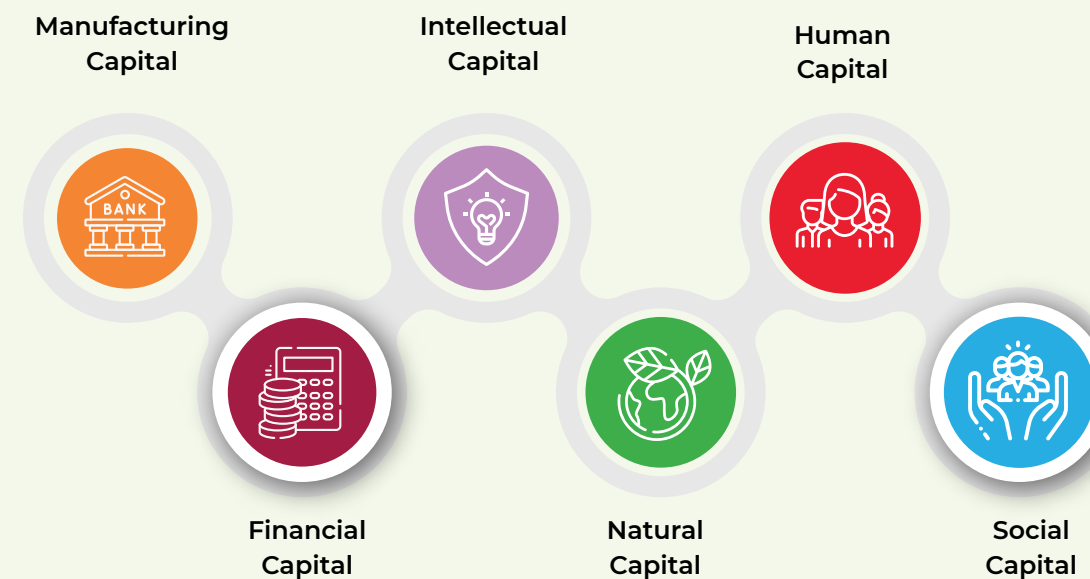 Manufacturing
Capital
Intellectual
Capital
Human
Capital
BANK
Financial
Capital
Natural
Capital
Social
Capital